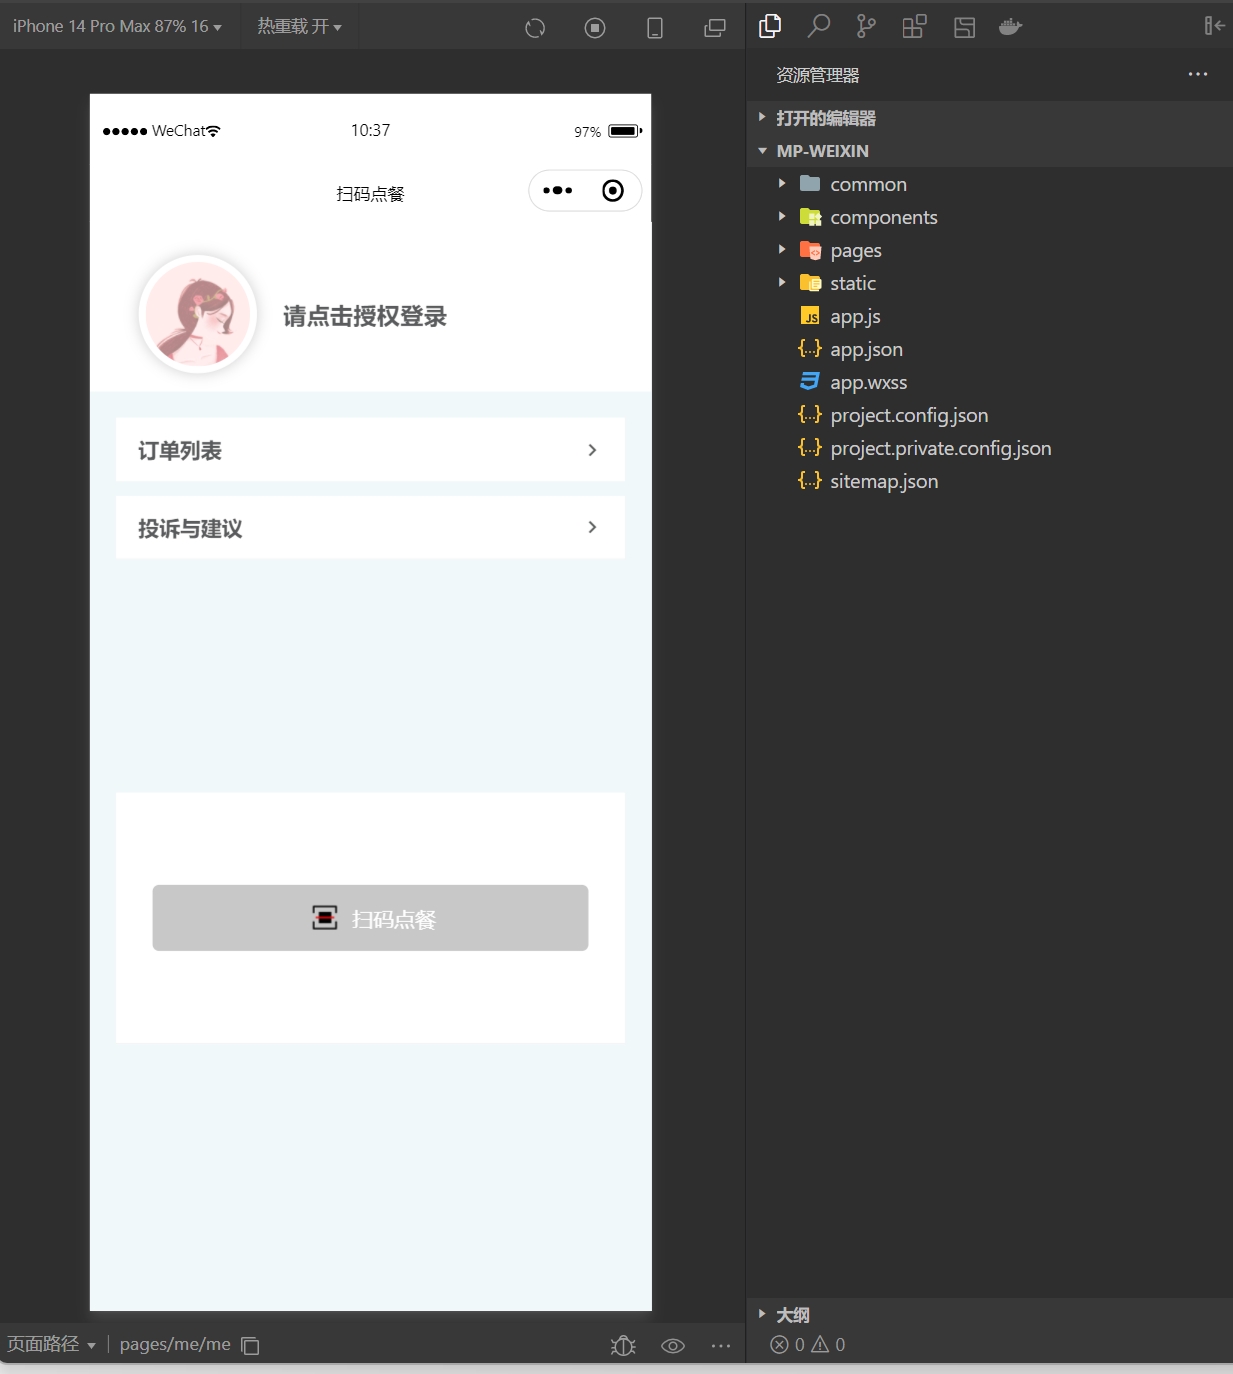 iPhone 14 Pro Max 87% 16
热重载 开
WeChat
10:37
97%
扫码点餐
请点击授权登录
订单列表
投诉与建议
扫码点餐
页面路径
pages/me/me
资源管理器
打开的编辑器
MP-WEIXIN
common
components
pages
static
JS app.js
{..} app.json
app.wxss
{..} project.config.json
{..} project.private.config.json
{..} sitemap.json
大纲
0 0